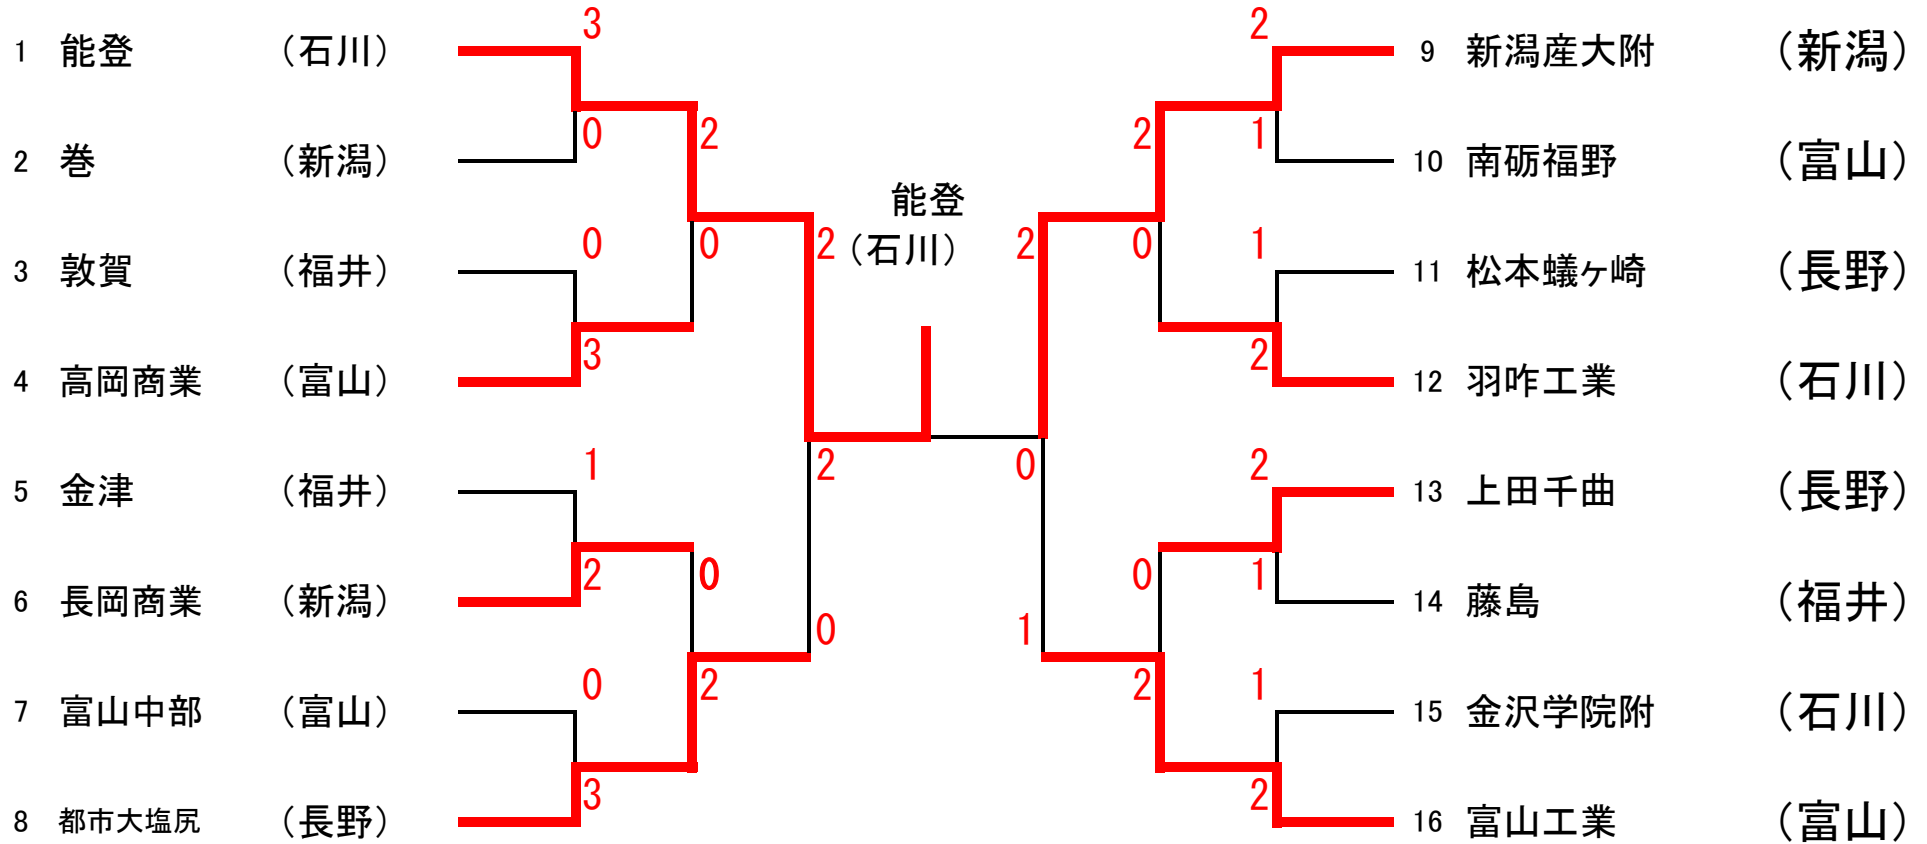 3
1 能登 （石川）
0
2 巻 （新潟）
2
0
3 敦賀 （福井）
0
4 高岡商業 （富山）
3
1
5 金津 （福井）
6 長岡商業 （新潟）
2
0
0
7 富山中部 （富山）
2
8 都市大塩尻 （長野）
3
能登
（石川）
2
2
2
0
0
1
2
9 新潟産大附 （新潟）
2
1
10 南砺福野 （富山）
0
1
11 松本蟻ヶ崎 （長野）
2
12 羽咋工業 （石川）
2
13 上田千曲 （長野）
0
1
14 藤島 （福井）
2
1
15 金沢学院附 （石川）
2
16 富山工業 （富山）